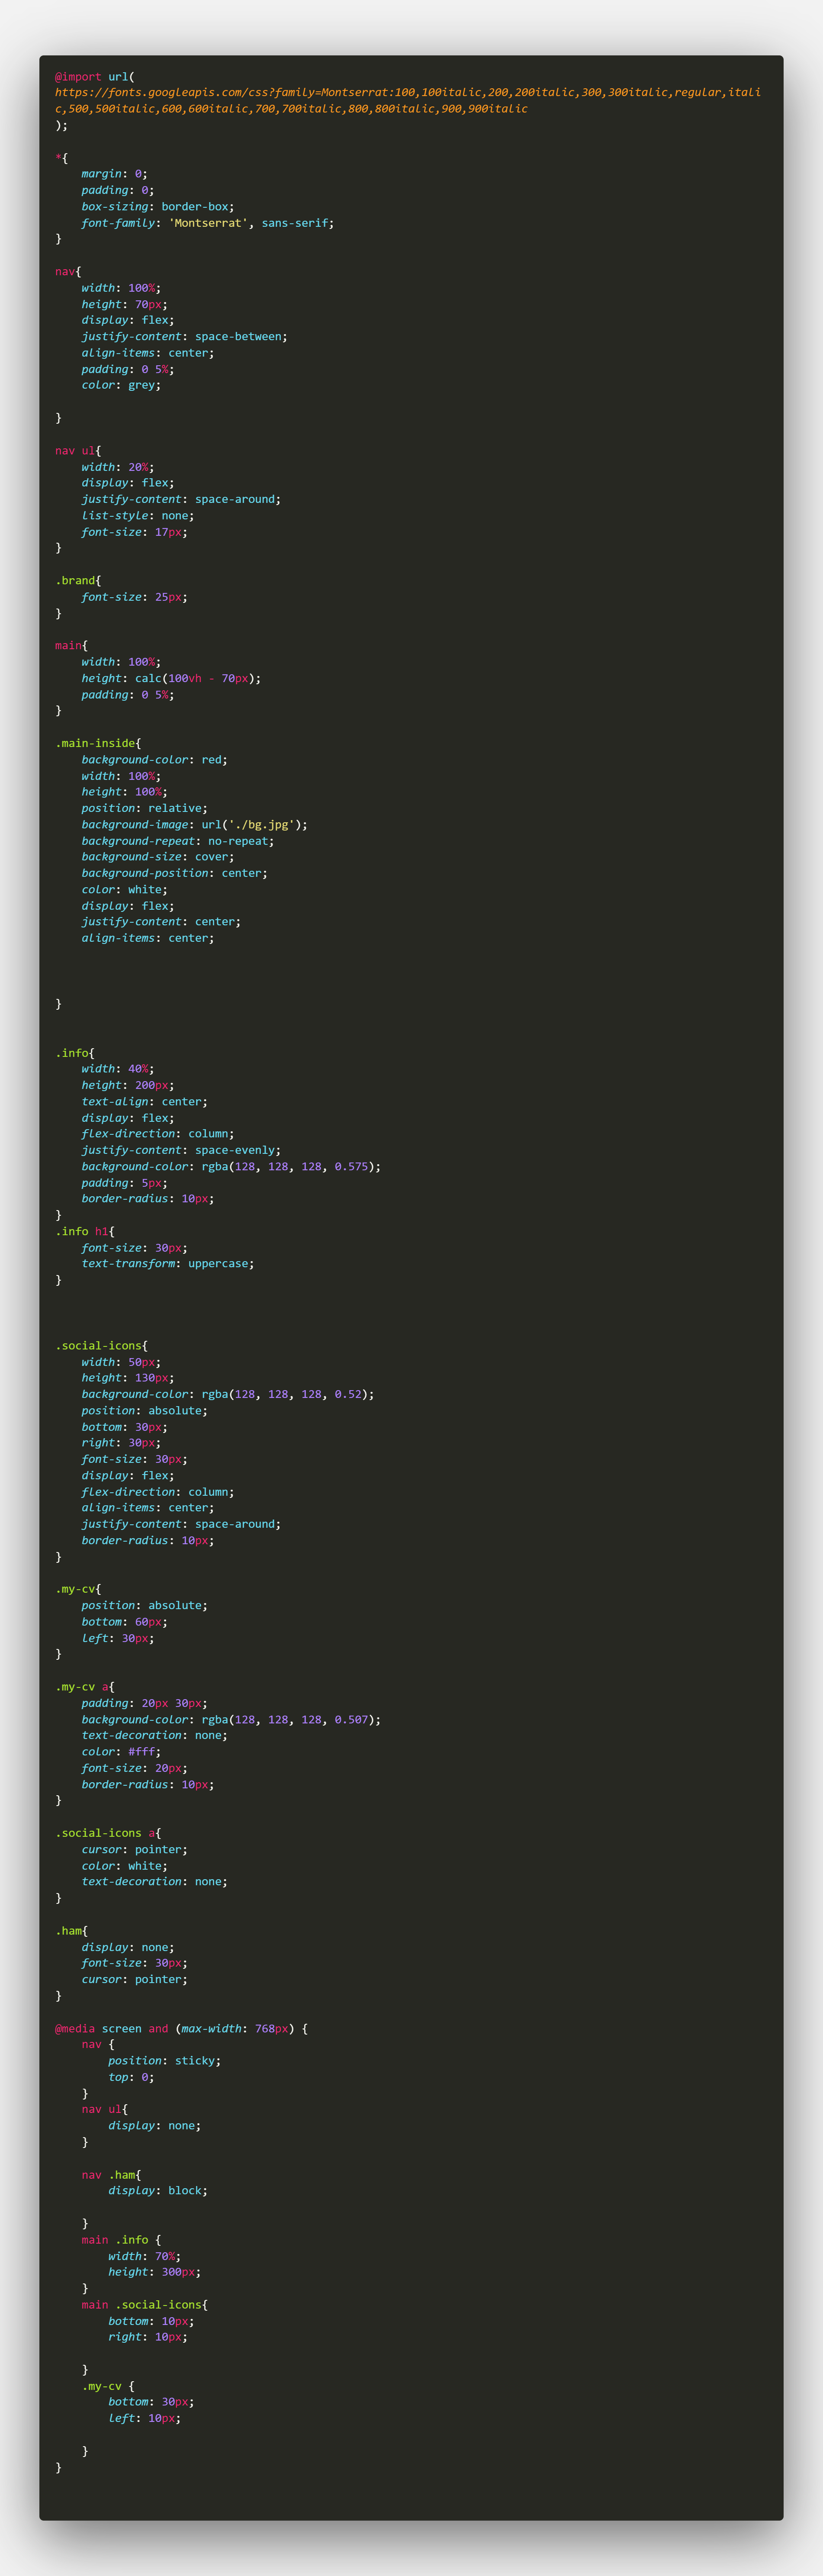 @import url(
https://fonts.googleapis.com/css?family=Montserrat:100,100italic,200,200italic,300,300italic,regular,itali
c,500,500italic,600,600italic,700,700italic,800,800italic,900,900italic
);
*{
    margin: 0;
    padding: 0;
    box-sizing: border-box;
    font-family: 'Montserrat', sans-serif;
}
nav{
    width: 100%;
    height: 70px;
    display: flex;
    justify-content: space-between;
    align-items: center;
    padding: 0 5%;
    color: grey;
}
nav ul{
    width: 20%;
    display: flex;
    justify-content: space-around;
    list-style: none;
    font-size: 17px;
}
.brand{
    font-size: 25px;
}
main{
    width: 100%;
    height: calc(100vh - 70px);
    padding: 0 5%;
}
.main-inside{
    background-color: red;
    width: 100%;
    height: 100%;
    position: relative;
    background-image: url('./bg.jpg');
    background-repeat: no-repeat;
    background-size: cover;
    background-position: center;
    color: white;
    display: flex;
    justify-content: center;
    align-items: center;
}
.info{
    width: 40%;
    height: 200px;
    text-align: center;
    display: flex;
    flex-direction: column;
    justify-content: space-evenly;
    background-color: rgba(128, 128, 128, 0.575);
    padding: 5px;
    border-radius: 10px;
}
.info h1{
    font-size: 30px;
    text-transform: uppercase;
}
.social-icons{
    width: 50px;
    height: 130px;
    background-color: rgba(128, 128, 128, 0.52);
    position: absolute;
    bottom: 30px;
    right: 30px;
    font-size: 30px;
    display: flex;
    flex-direction: column;
    align-items: center;
    justify-content: space-around;
    border-radius: 10px;
}
.my-cv{
    position: absolute;
    bottom: 60px;
    left: 30px;
}
.my-cv a{
    padding: 20px 30px;
    background-color: rgba(128, 128, 128, 0.507);
    text-decoration: none;
    color: #fff;
    font-size: 20px;
    border-radius: 10px;
}
.social-icons a{
    cursor: pointer;
    color: white;
    text-decoration: none;
}
.ham{
    display: none;
    font-size: 30px;
    cursor: pointer;
}
@media screen and (max-width: 768px) {
    nav {
        position: sticky;
        top: 0;
    }
    nav ul{
        display: none;
    }
    nav .ham{
        display: block;
    }
    main .info {
        width: 70%;
        height: 300px;
    }
    main .social-icons{
        bottom: 10px;
        right: 10px;
    }
    .my-cv {
        bottom: 30px;
        left: 10px;
    }
}